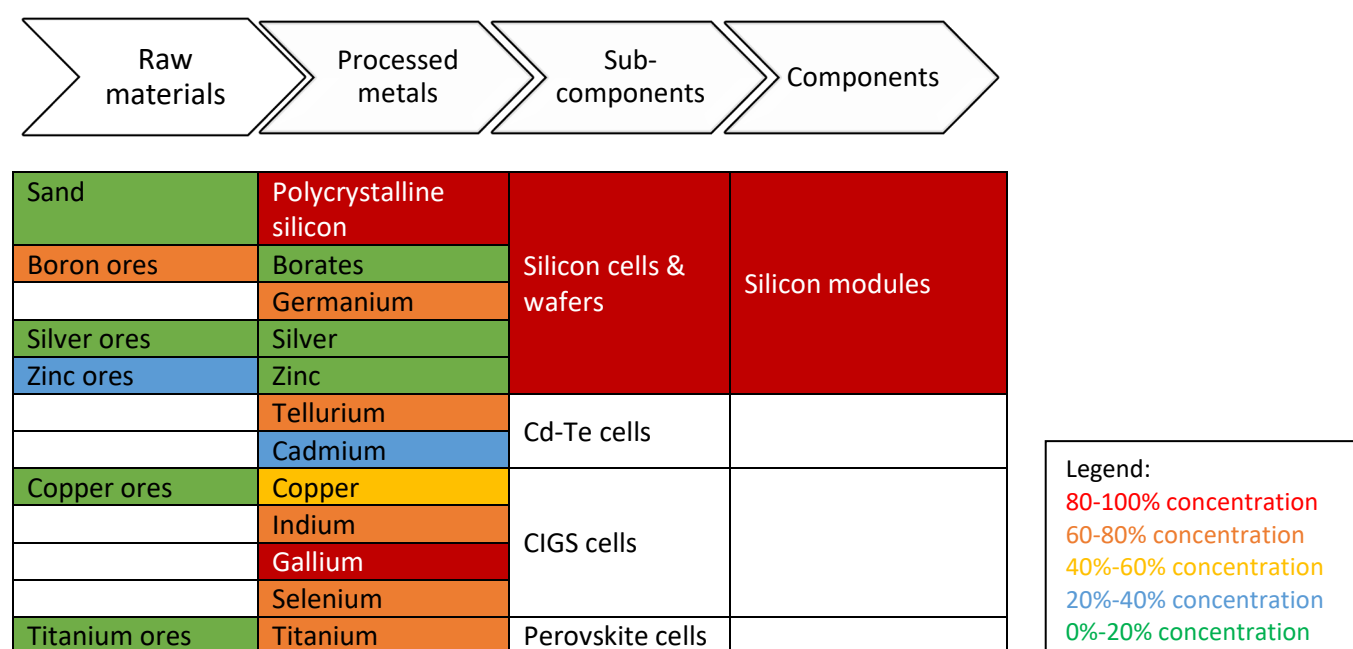 Raw
materials
Processed
metals
Sub-
components
Components
Sand
Polycrystalline
silicon
Silicon cells &
wafers
Silicon modules
Boron ores
Borates
Germanium
Silver ores
Silver
Zinc ores
Zinc
Tellurium
Cd-Te cells
Cadmium
Copper ores
Copper
CIGS cells
Indium
Gallium
Selenium
Titanium ores
Titanium
Perovskite cells
Legend:
80-100% concentration
60-80% concentration
40%-60% concentration
20%-40% concentration
0%-20% concentration